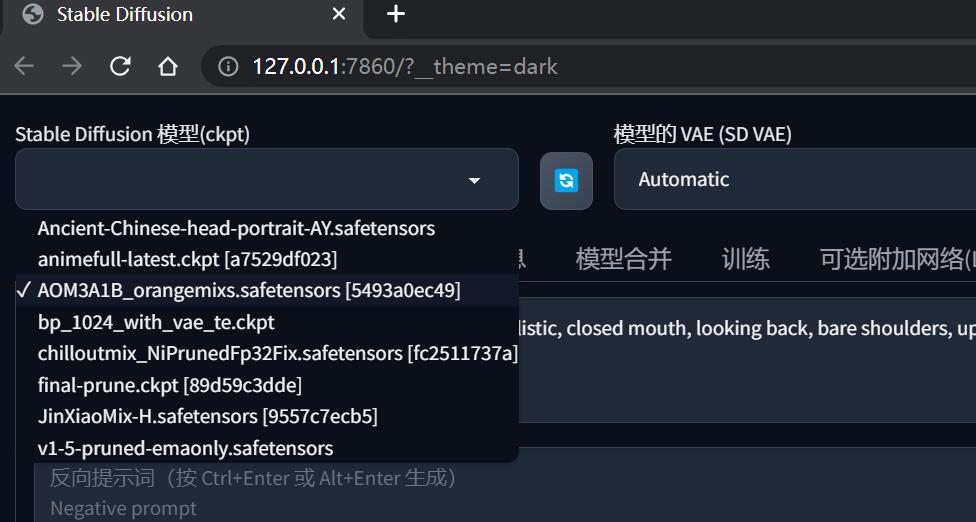 Stable Diffusion
127.0.0.1:7860/?__theme=dark
Stable Diffusion 模型(ckpt)
模型的 VAE (SD VAE)
Automatic
Ancient-Chinese-head-portrait-AY.safetensors
animefull-latest.ckpt [a7529df023]
模型合并 训练 可选附加网络(
✓ AOM3A1B_orangemixs.safetensors [5493a0ec49]
bp_1024_with_vae_te.ckpt
listic, closed mouth, looking back, bare shoulders, up
chilloutmix_NiPrunedFp32Fix.safetensors [fc2511737a]
final-prune.ckpt [89d59c3dde]
JinXiaoMix-H.safetensors [9557c7ecb5]
v1-5-pruned-emaonly.safetensors
反向提示词（按 Ctrl+Enter 或 Alt+Enter 生成）
Negative prompt